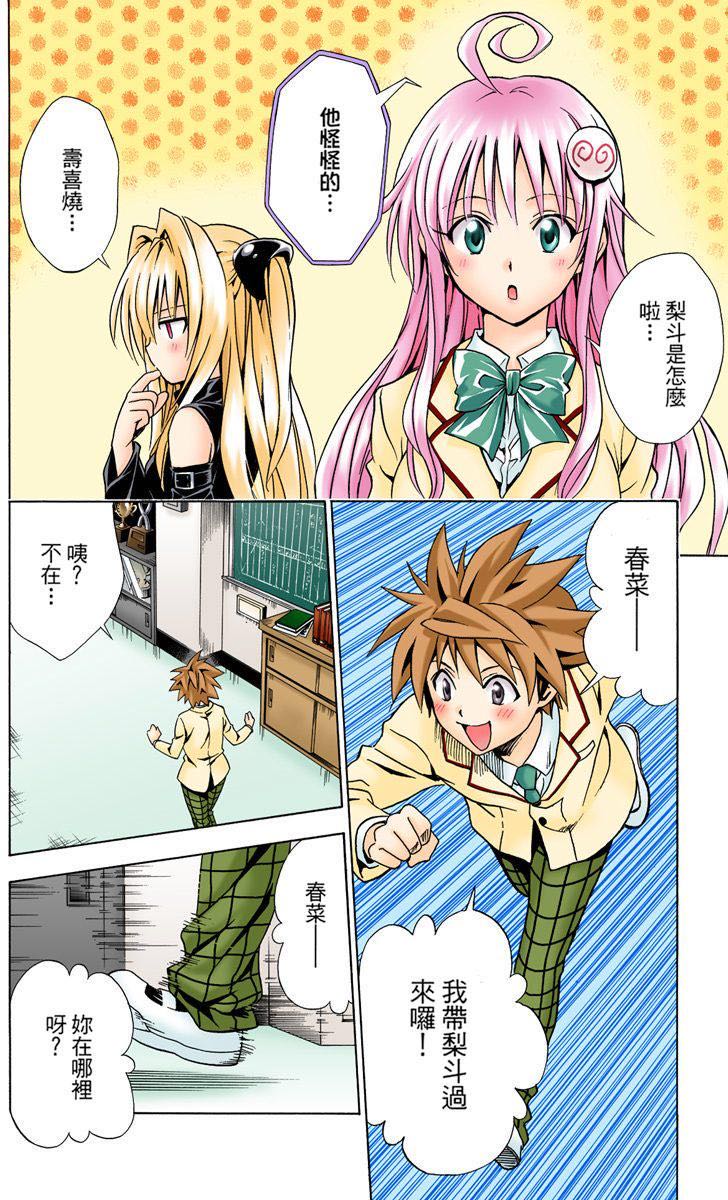 梨斗是怎麼
啦…
他怪怪的…
壽喜燒…
春菜——
我帶梨斗過
來囉！
咦？
不在…
春菜——
妳在哪裡
呀？